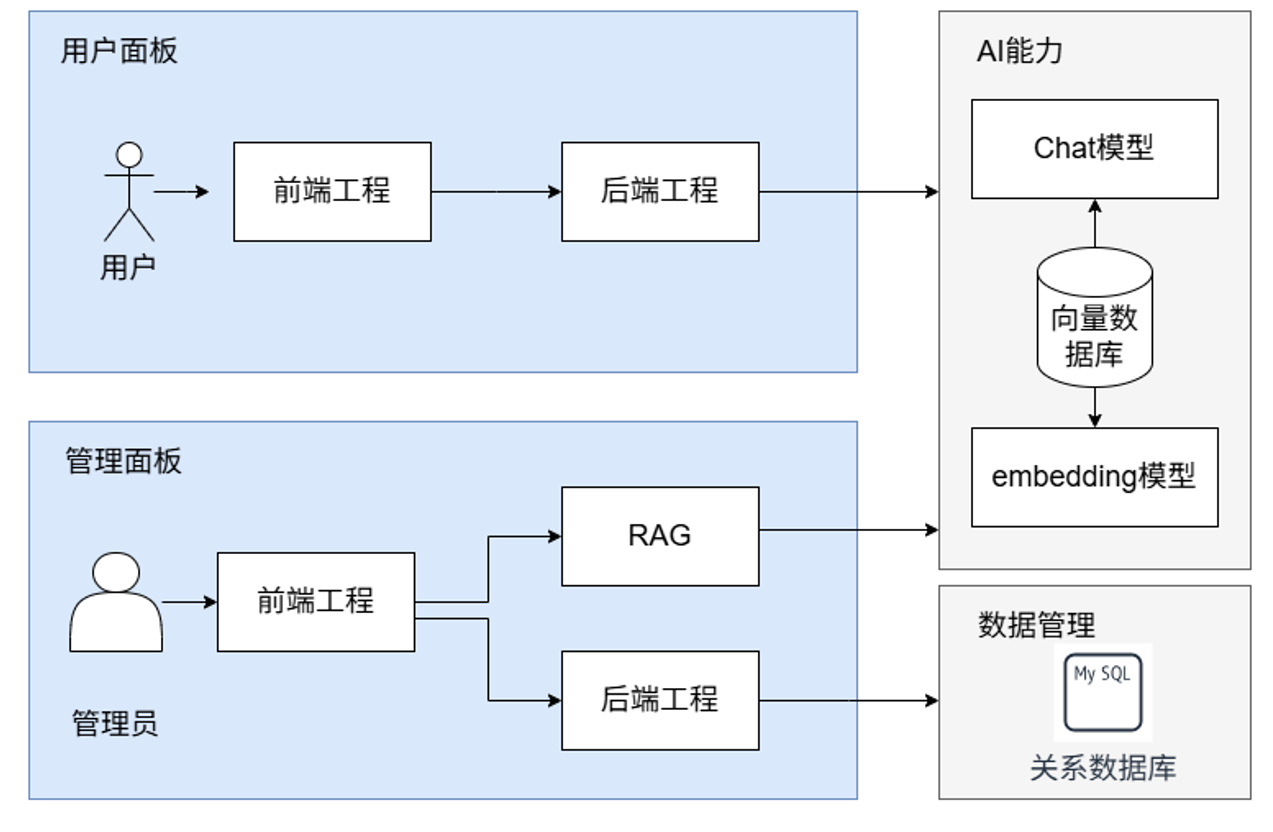 用户面板
用户
前端工程
后端工程
AI能力
Chat模型
向量数
据库
embedding模型
管理面板
管理员
前端工程
RAG
后端工程
数据管理
My SQL
关系数据库